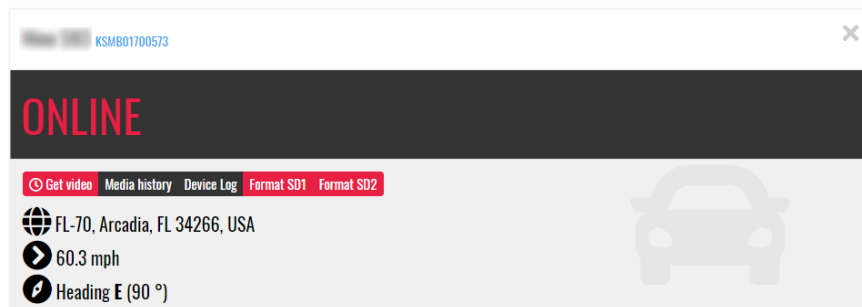 KSMB01700573
ONLINE
Get video Media history Device Log Format SD1 Format SD2
FL-70, Arcadia, FL 34266, USA
60.3 mph
Heading E (90 °)